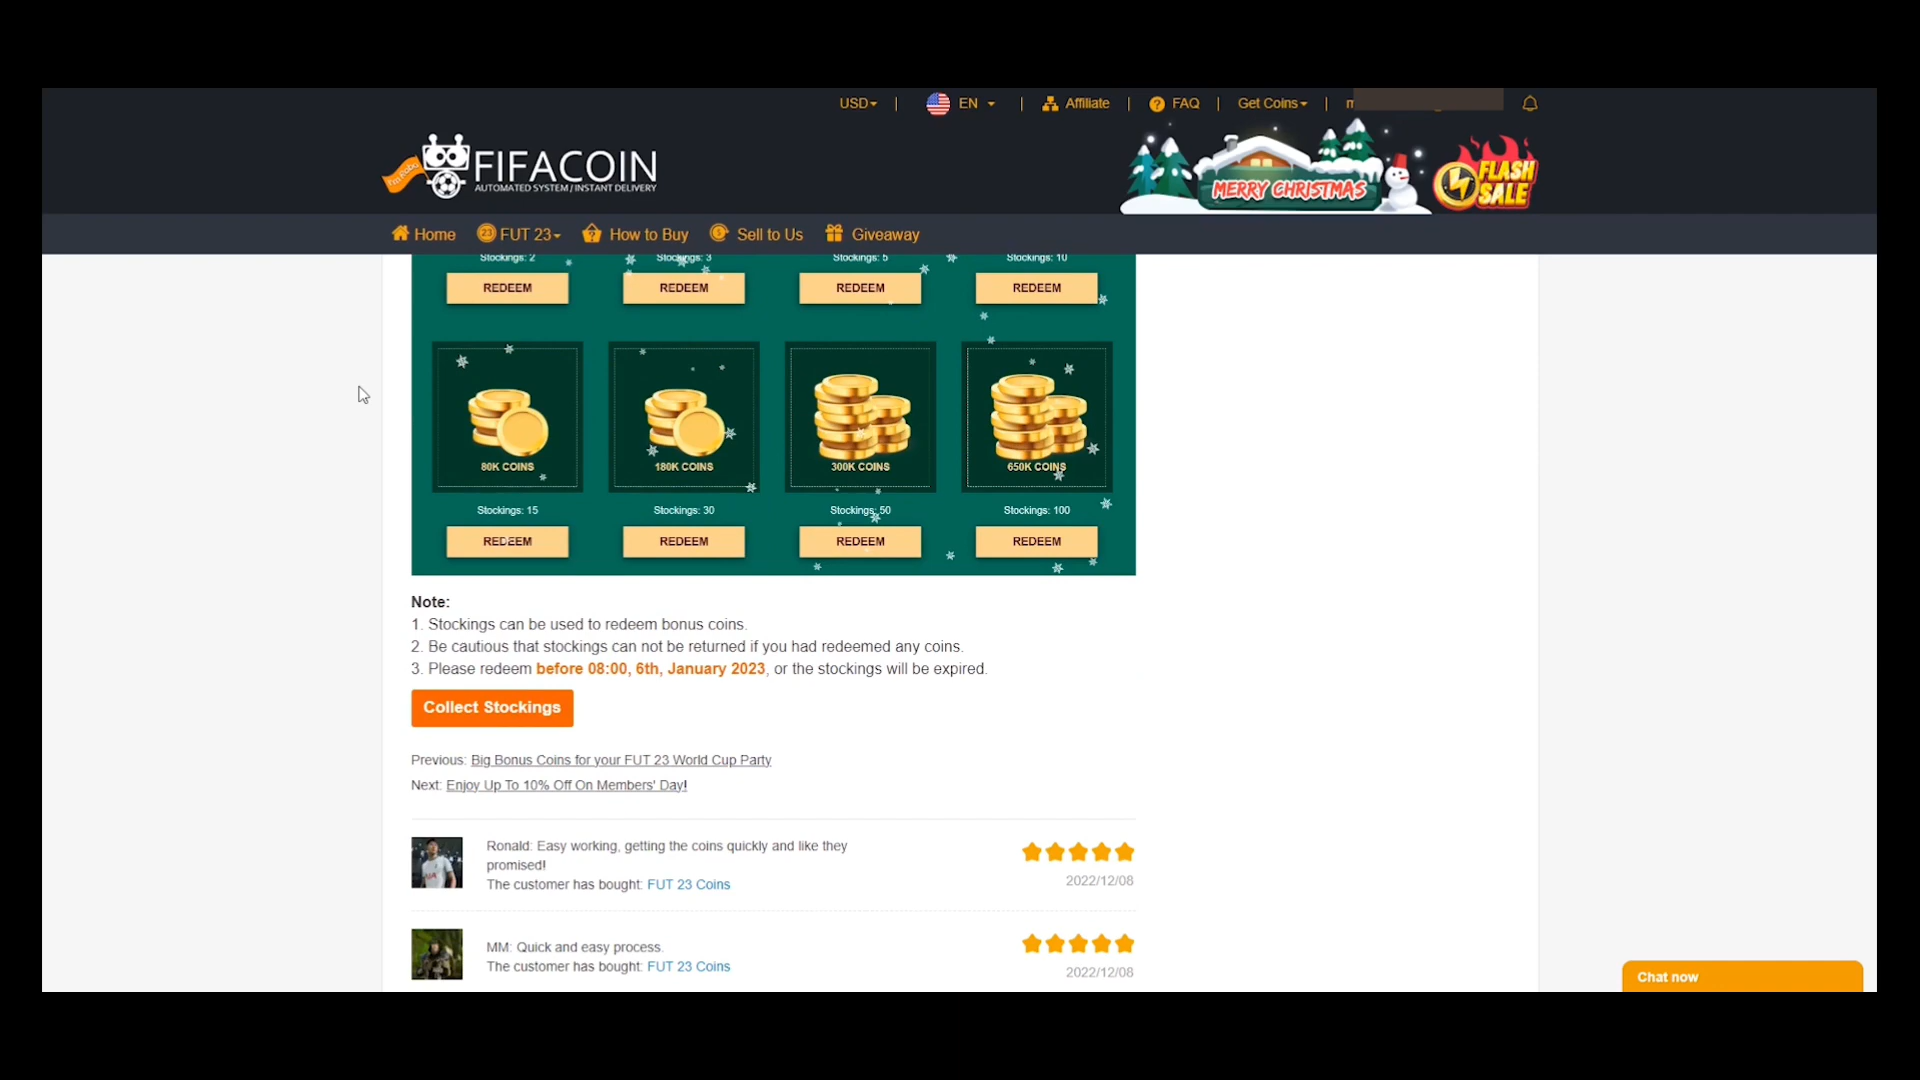 USD
EN
Affiliate
FAQ
Get Coins
I'm Robo
FIFACOIN
AUTOMATED SYSTEM / INSTANT DELIVERY
MERRY CHRISTMAS
FLASH SALE
Home
23 FUT 23
How to Buy
Sell to Us
Giveaway
Stockings: 2
Stockings: 3
Stockings: 5
Stockings: 10
REDEEM
REDEEM
REDEEM
REDEEM
80K COINS
180K COINS
300K COINS
650K COINS
Stockings: 15
Stockings: 30
Stockings: 50
Stockings: 100
REDEEM
REDEEM
REDEEM
REDEEM
Note:
1. Stockings can be used to redeem bonus coins.
2. Be cautious that stockings can not be returned if you had redeemed any coins.
3. Please redeem before 08:00, 6th, January 2023, or the stockings will be expired.
Collect Stockings
Previous: Big Bonus Coins for your FUT 23 World Cup Party
Next: Enjoy Up To 10% Off On Members' Day!
Ronald: Easy working, getting the coins quickly and like they
promised!
The customer has bought: FUT 23 Coins
2022/12/08
MM: Quick and easy process.
The customer has bought: FUT 23 Coins
2022/12/08
Chat now